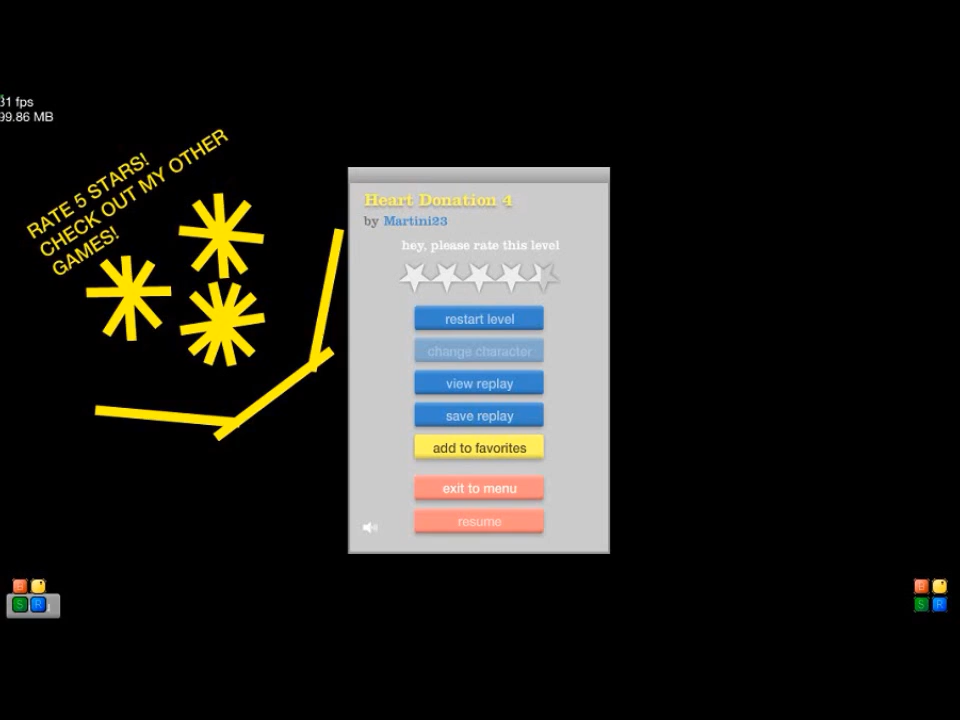 31 fps
99.86 MB
RATE 5 STARS!
CHECK OUT MY OTHER
GAMES!
Heart Donation 4
by Martini23
hey, please rate this level
restart level
change character
view replay
save replay
add to favorites
exit to menu
resume